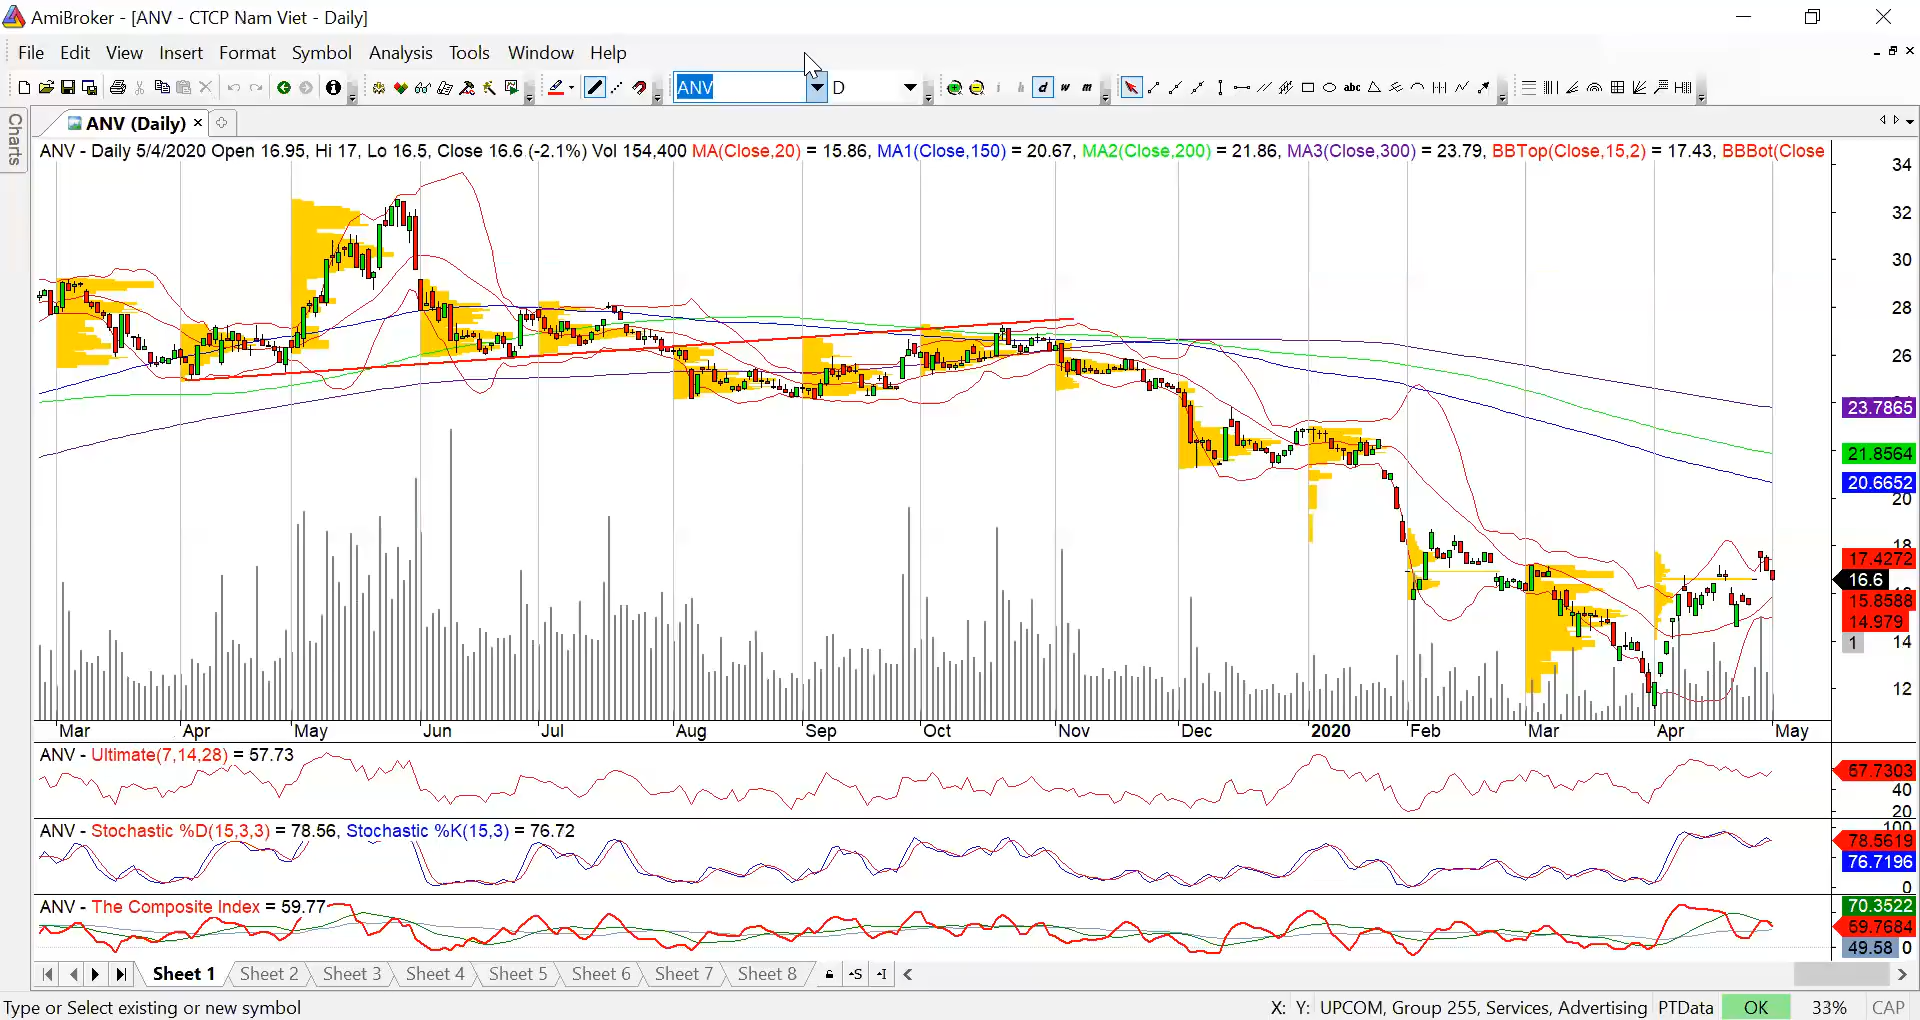 AmiBroker - [ANV - CTCP Nam Viet - Daily]
File Edit View Insert Format Symbol Analysis Tools Window Help
ANV D i h d w m abc
Charts
ANV (Daily)
ANV - Daily 5/4/2020 Open 16.95, Hi 17, Lo 16.5, Close 16.6 (-2.1%) Vol 154,400 MA(Close,20) = 15.86, MA1(Close,150) = 20.67, MA2(Close,200) = 21.86, MA3(Close,300) = 23.79, BBTop(Close,15,2) = 17.43, BBBot(Close
34
32
30
28
26
23.7865
21.8564
20.6652
20
18
17.4272
16.6
15.8588
14.979
1 14
12
Mar Apr May Jun Jul Aug Sep Oct Nov Dec 2020 Feb Mar Apr May
ANV - Ultimate(7,14,28) = 57.73
57.7303
40
20
ANV - Stochastic %D(15,3,3) = 78.56, Stochastic %K(15,3) = 76.72
100
78.5619
76.7196
0
ANV - The Composite Index = 59.77
70.3522
59.7684
49.58 0
Sheet 1 Sheet 2 Sheet 3 Sheet 4 Sheet 5 Sheet 6 Sheet 7 Sheet 8 S I
Type or Select existing or new symbol X: Y: UPCOM, Group 255, Services, Advertising PTData OK 33% CAP